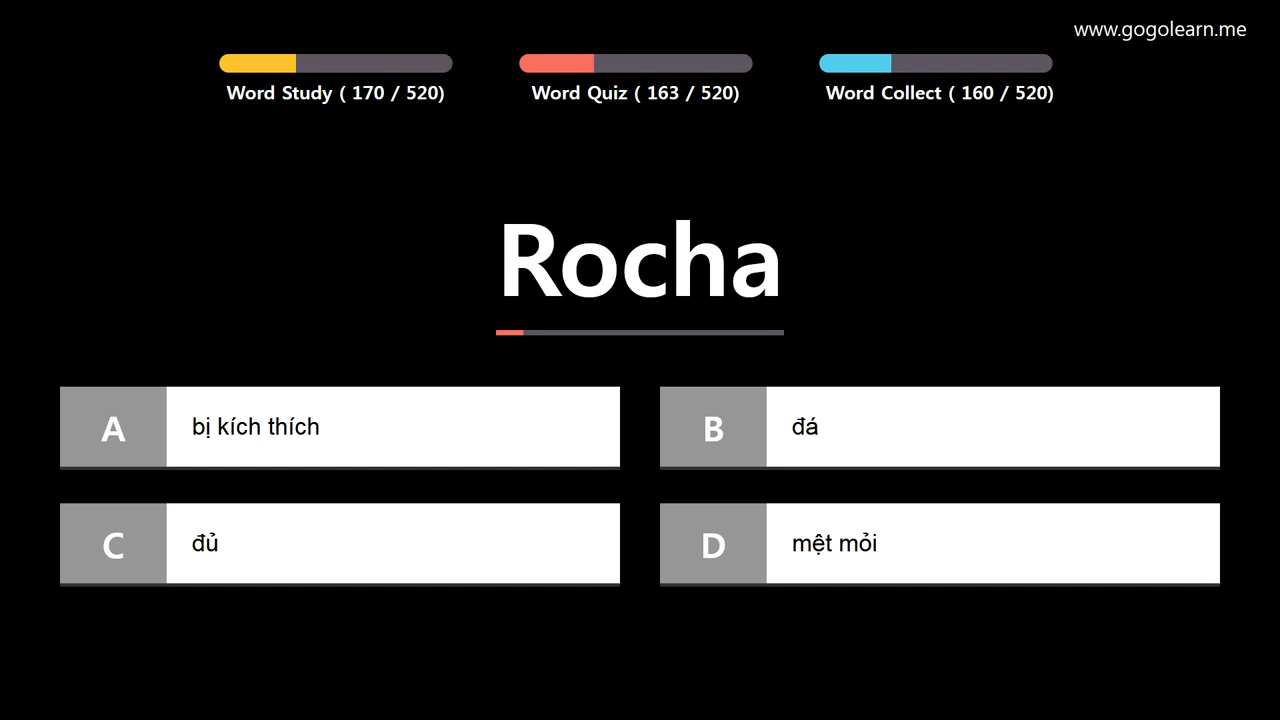 www.gogolearn.me
Word Study ( 170 / 520)
Word Quiz ( 163 / 520)
Word Collect ( 160 / 520)
Rocha
A bị kích thích
B đá
C đủ
D mệt mỏi